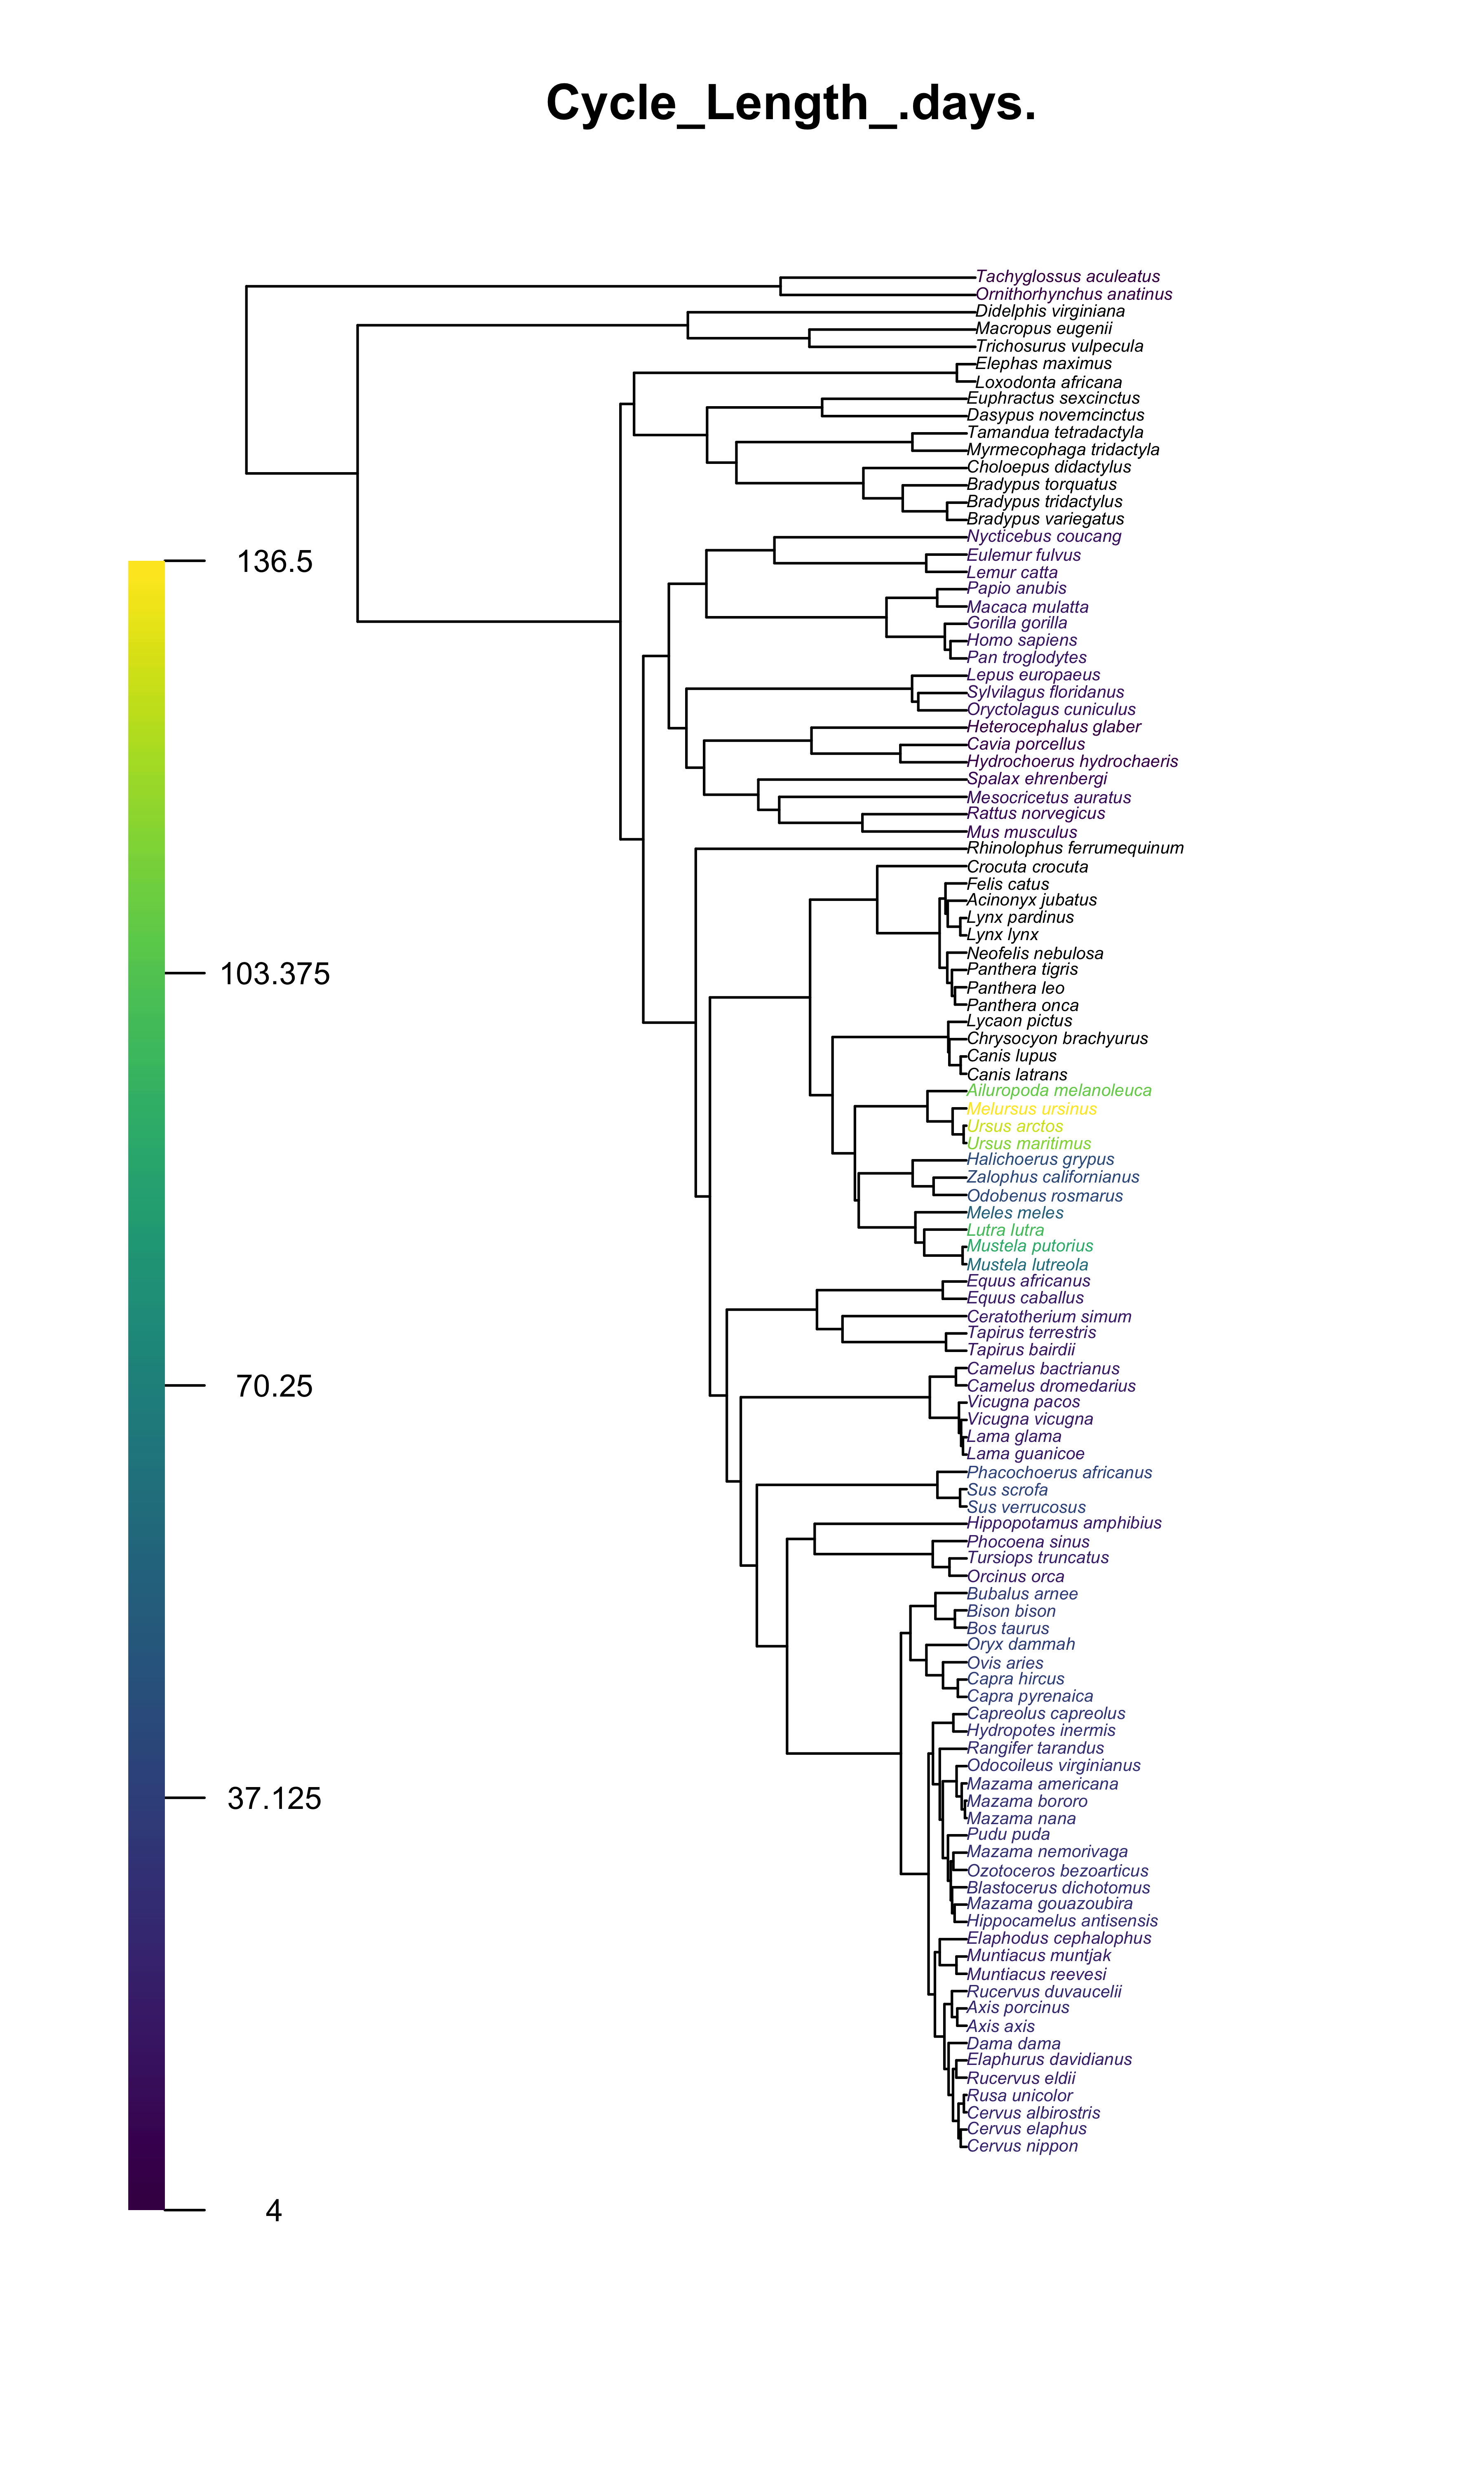 Cycle_Length_.days.
Tachyglossus aculeatus
Ornithorhynchus anatinus
Didelphis virginiana
Macropus eugenii
Trichosurus vulpecula
Elephas maximus
Loxodonta africana
Euphractus sexcinctus
Dasypus novemcinctus
Tamandua tetradactyla
Myrmecophaga tridactyla
Choloepus didactylus
Bradypus torquatus
Bradypus tridactylus
Bradypus variegatus
Nycticebus coucang
Eulemur fulvus
Lemur catta
Papio anubis
Macaca mulatta
Gorilla gorilla
Homo sapiens
Pan troglodytes
Lepus europaeus
Sylvilagus floridanus
Oryctolagus cuniculus
Heterocephalus glaber
Cavia porcellus
Hydrochoerus hydrochaeris
Spalax ehrenbergi
Mesocricetus auratus
Rattus norvegicus
Mus musculus
Rhinolophus ferrumequinum
Crocuta crocuta
Felis catus
Acinonyx jubatus
Lynx pardinus
Lynx lynx
Neofelis nebulosa
Panthera tigris
Panthera leo
Panthera onca
Lycaon pictus
Chrysocyon brachyurus
Canis lupus
Canis latrans
Ailuropoda melanoleuca
Melursus ursinus
Ursus arctos
Ursus maritimus
Halichoerus grypus
Zalophus californianus
Odobenus rosmarus
Meles meles
Lutra lutra
Mustela putorius
Mustela lutreola
Equus africanus
Equus caballus
Ceratotherium simum
Tapirus terrestris
Tapirus bairdii
Camelus bactrianus
Camelus dromedarius
Vicugna pacos
Vicugna vicugna
Lama glama
Lama guanicoe
Phacochoerus africanus
Sus scrofa
Sus verrucosus
Hippopotamus amphibius
Phocoena sinus
Tursiops truncatus
Orcinus orca
Bubalus arnee
Bison bison
Bos taurus
Oryx dammah
Ovis aries
Capra hircus
Capra pyrenaica
Capreolus capreolus
Hydropotes inermis
Rangifer tarandus
Odocoileus virginianus
Mazama americana
Mazama bororo
Mazama nana
Pudu puda
Mazama nemorivaga
Ozotoceros bezoarticus
Blastocerus dichotomus
Mazama gouazoubira
Hippocamelus antisensis
Elaphodus cephalophus
Muntiacus muntjak
Muntiacus reevesi
Rucervus duvaucelii
Axis porcinus
Axis axis
Dama dama
Elaphurus davidianus
Rucervus eldii
Rusa unicolor
Cervus albirostris
Cervus elaphus
Cervus nippon
136.5
103.375
70.25
37.125
4